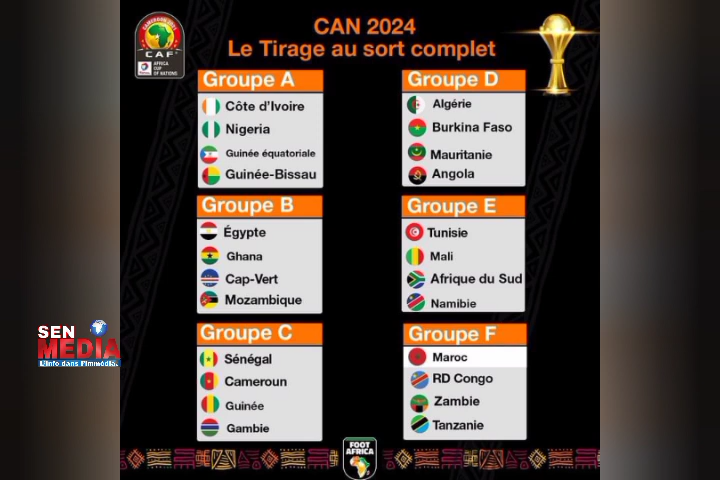 CAN 2024
Le Tirage au sort complet
CAF
TOTAL
AFRICA
CUP
OF NATIONS
Groupe A
Côte d'Ivoire
Nigeria
Guinée équatoriale
Guinée-Bissau
Groupe B
Égypte
Ghana
Cap-Vert
Mozambique
Groupe C
Sénégal
Cameroun
Guinée
Gambie
Groupe D
Algérie
Burkina Faso
Mauritanie
Angola
Groupe E
Tunisie
Mali
Afrique du Sud
Namibie
Groupe F
Maroc
RD Congo
Zambie
Tanzanie
SEN
MEDIA
L'info dans l'immédiat
FOOT
AFRICA